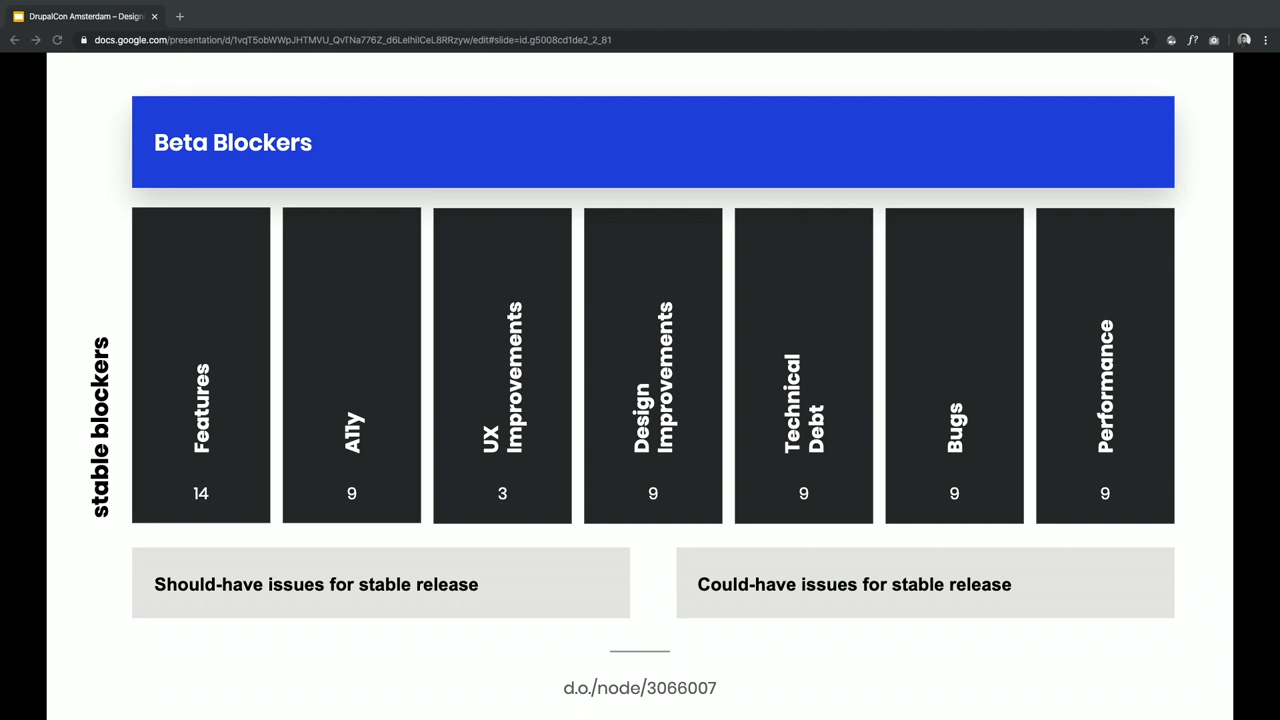 DrupalCon Amsterdam – Design
docs.google.com/presentation/d/1vqT5obWWpJHTMVU_QvTNa776Z_d6LelhilCeL8RRzyw/edit#slide=id.g5008cd1de2_2_81
Beta Blockers
stable blockers
Features
14
A11y
9
UX
Improvements
3
Design
Improvements
9
Technical
Debt
9
Bugs
9
Performance
9
Should-have issues for stable release
Could-have issues for stable release
d.o./node/3066007